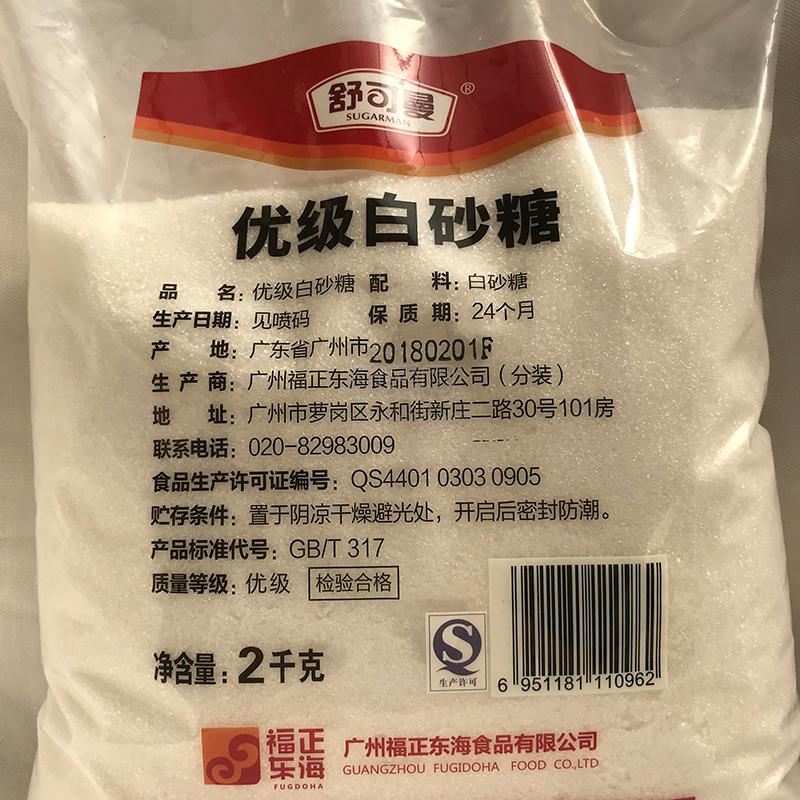 舒可曼®
SUGARMAN
优级白砂糖
品 名：优级白砂糖 配 料：白砂糖
生产日期：见喷码 保质期：24个月
产 地：广东省广州市
20180201F
生产商：广州福正东海食品有限公司（分装）
地 址：广州市萝岗区永和街新庄二路30号101房
联系电话：020-82983009
食品生产许可证编号：QS4401 0303 0905
贮存条件：置于阴凉干燥避光处，开启后密封防潮。
产品标准代号：GB/T 317
质量等级：优级 检验合格
净含量：2千克
生产许可
6 951181 110962
福正
东海
FUGDOHA
广州福正东海食品有限公司
GUANGZHOU FUGIDOHA FOOD CO.,LTD